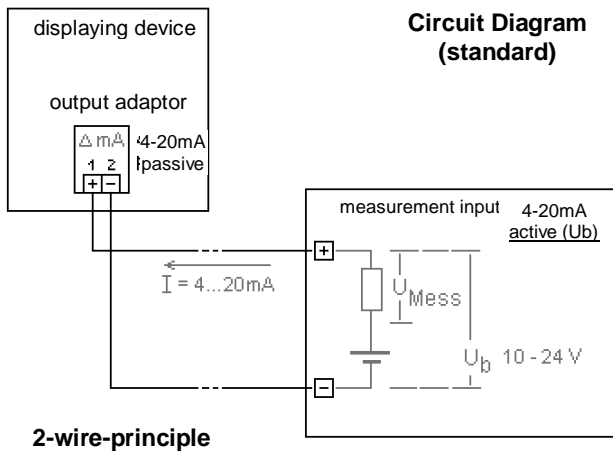 Circuit Diagram
(standard)
displaying device
output adaptor
Δ mA
1 2
+ −
4-20mA
passive
measurement input
4-20mA
active (Ub)
+
I = 4...20mA
UMess
Ub 10 - 24 V
−
2-wire-principle